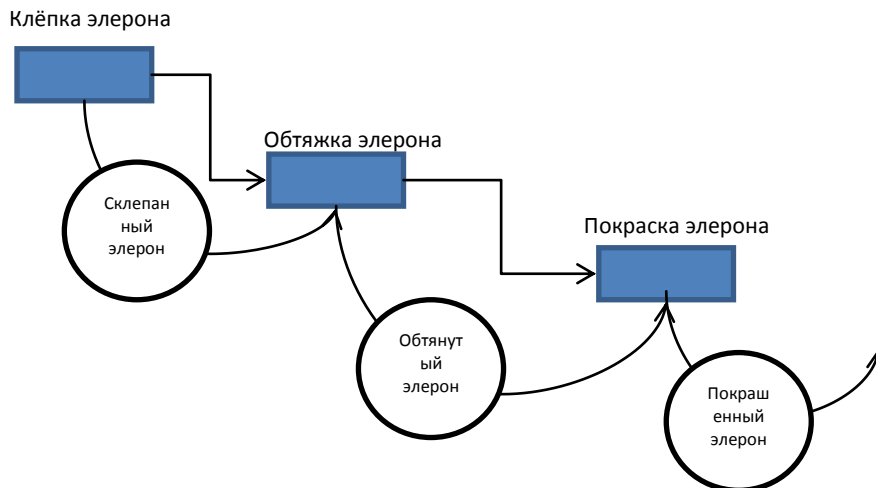 Клёпка элерона
Обтяжка элерона
Склепан
ный
элерон
Покраска элерона
Обтянут
ый
элерон
Покраш
енный
элерон